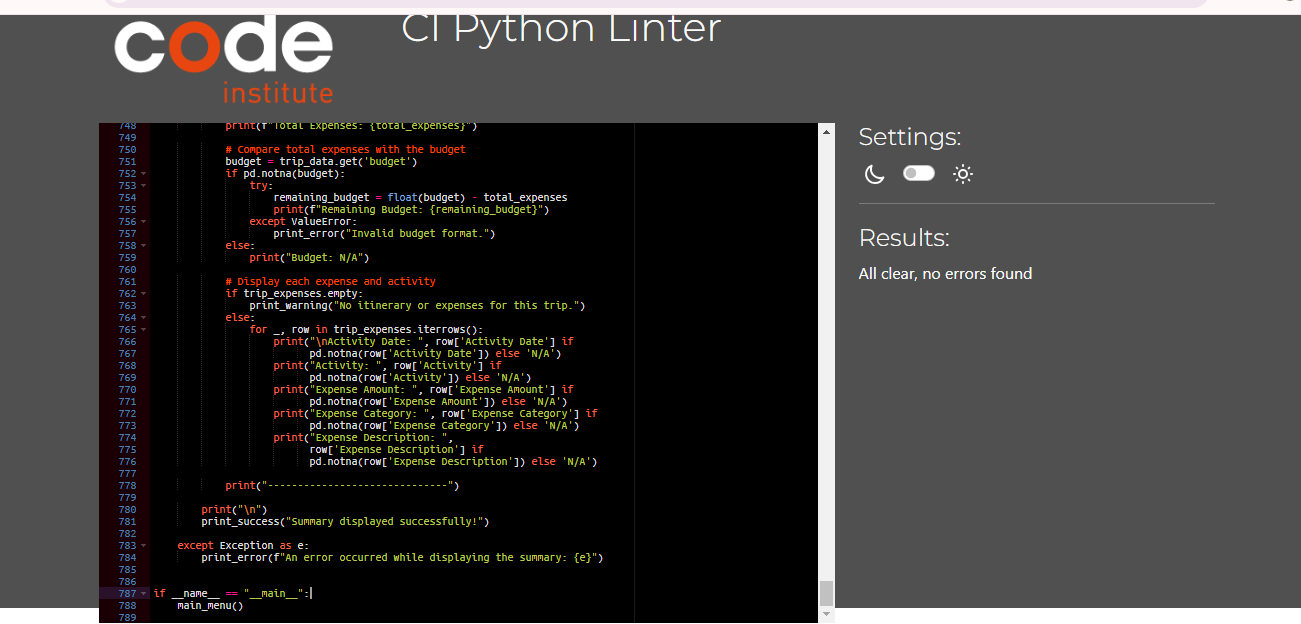 code
institute
CI Python Linter
748 print(f"Total Expenses: {total_expenses}")
749
750 # Compare total expenses with the budget
751 budget = trip_data.get('budget')
752 if pd.notna(budget):
753 try:
754 remaining_budget = float(budget) - total_expenses
755 print(f"Remaining Budget: {remaining_budget}")
756 except ValueError:
757 print_error("Invalid budget format.")
758 else:
759 print("Budget: N/A")
760
761 # Display each expense and activity
762 if trip_expenses.empty:
763 print_warning("No itinerary or expenses for this trip.")
764 else:
765 for _, row in trip_expenses.iterrows():
766 print("\nActivity Date: ", row['Activity Date'] if
767 pd.notna(row['Activity Date']) else 'N/A')
768 print("Activity: ", row['Activity'] if
769 pd.notna(row['Activity']) else 'N/A')
770 print("Expense Amount: ", row['Expense Amount'] if
771 pd.notna(row['Expense Amount']) else 'N/A')
772 print("Expense Category: ", row['Expense Category'] if
773 pd.notna(row['Expense Category']) else 'N/A')
774 print("Expense Description: ",
775 row['Expense Description'] if
776 pd.notna(row['Expense Description']) else 'N/A')
777
778 print("------------------------------")
779
780 print("\n")
781 print_success("Summary displayed successfully!")
782
783 except Exception as e:
784 print_error(f"An error occurred while displaying the summary: {e}")
785
786
787 if __name__ == "__main__":
788 main_menu()
789
Settings:
Results:
All clear, no errors found